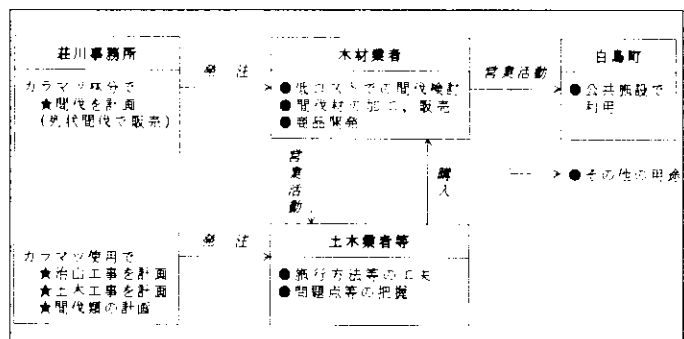 荘川事務所
カラマツ林分で
★間伐を計画
(列状間伐で販売)
発 注
木材業者
●低コストでの間伐検討
●間伐材の加工、販売
●商品開発
営業活動
白鳥町
●公共施設で
利用
●その他の用途
営業活動
購入
カラマツ使用で
★治山工事を計画
★土木工事を計画
★間伐類の計画
発 注
土木業者等
●施行方法等の工夫
●問題点等の把握